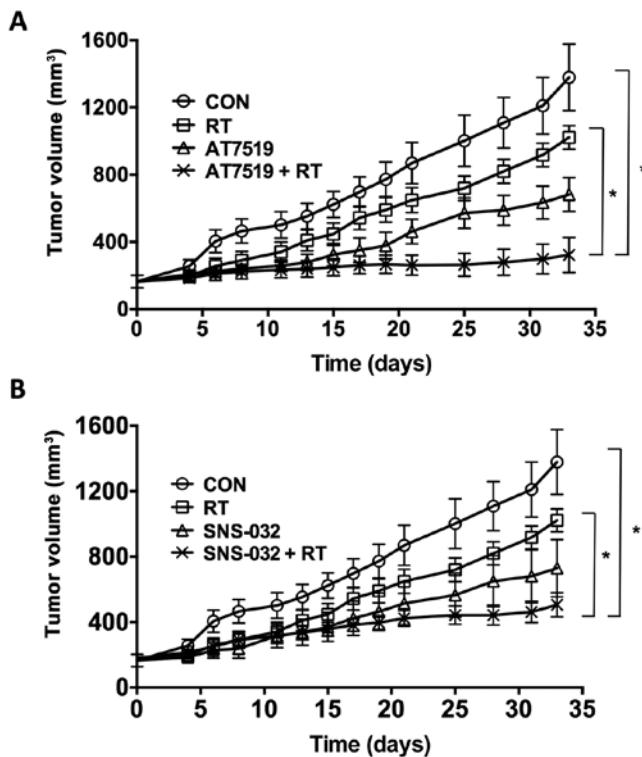 A
Tumor volume (mm³)
1600
1200
800
400
0
CON
RT
AT7519
AT7519 + RT
*
*
0 5 10 15 20 25 30 35
Time (days)
B
Tumor volume (mm³)
1600
1200
800
400
0
CON
RT
SNS-032
SNS-032 + RT
*
*
0 5 10 15 20 25 30 35
Time (days)